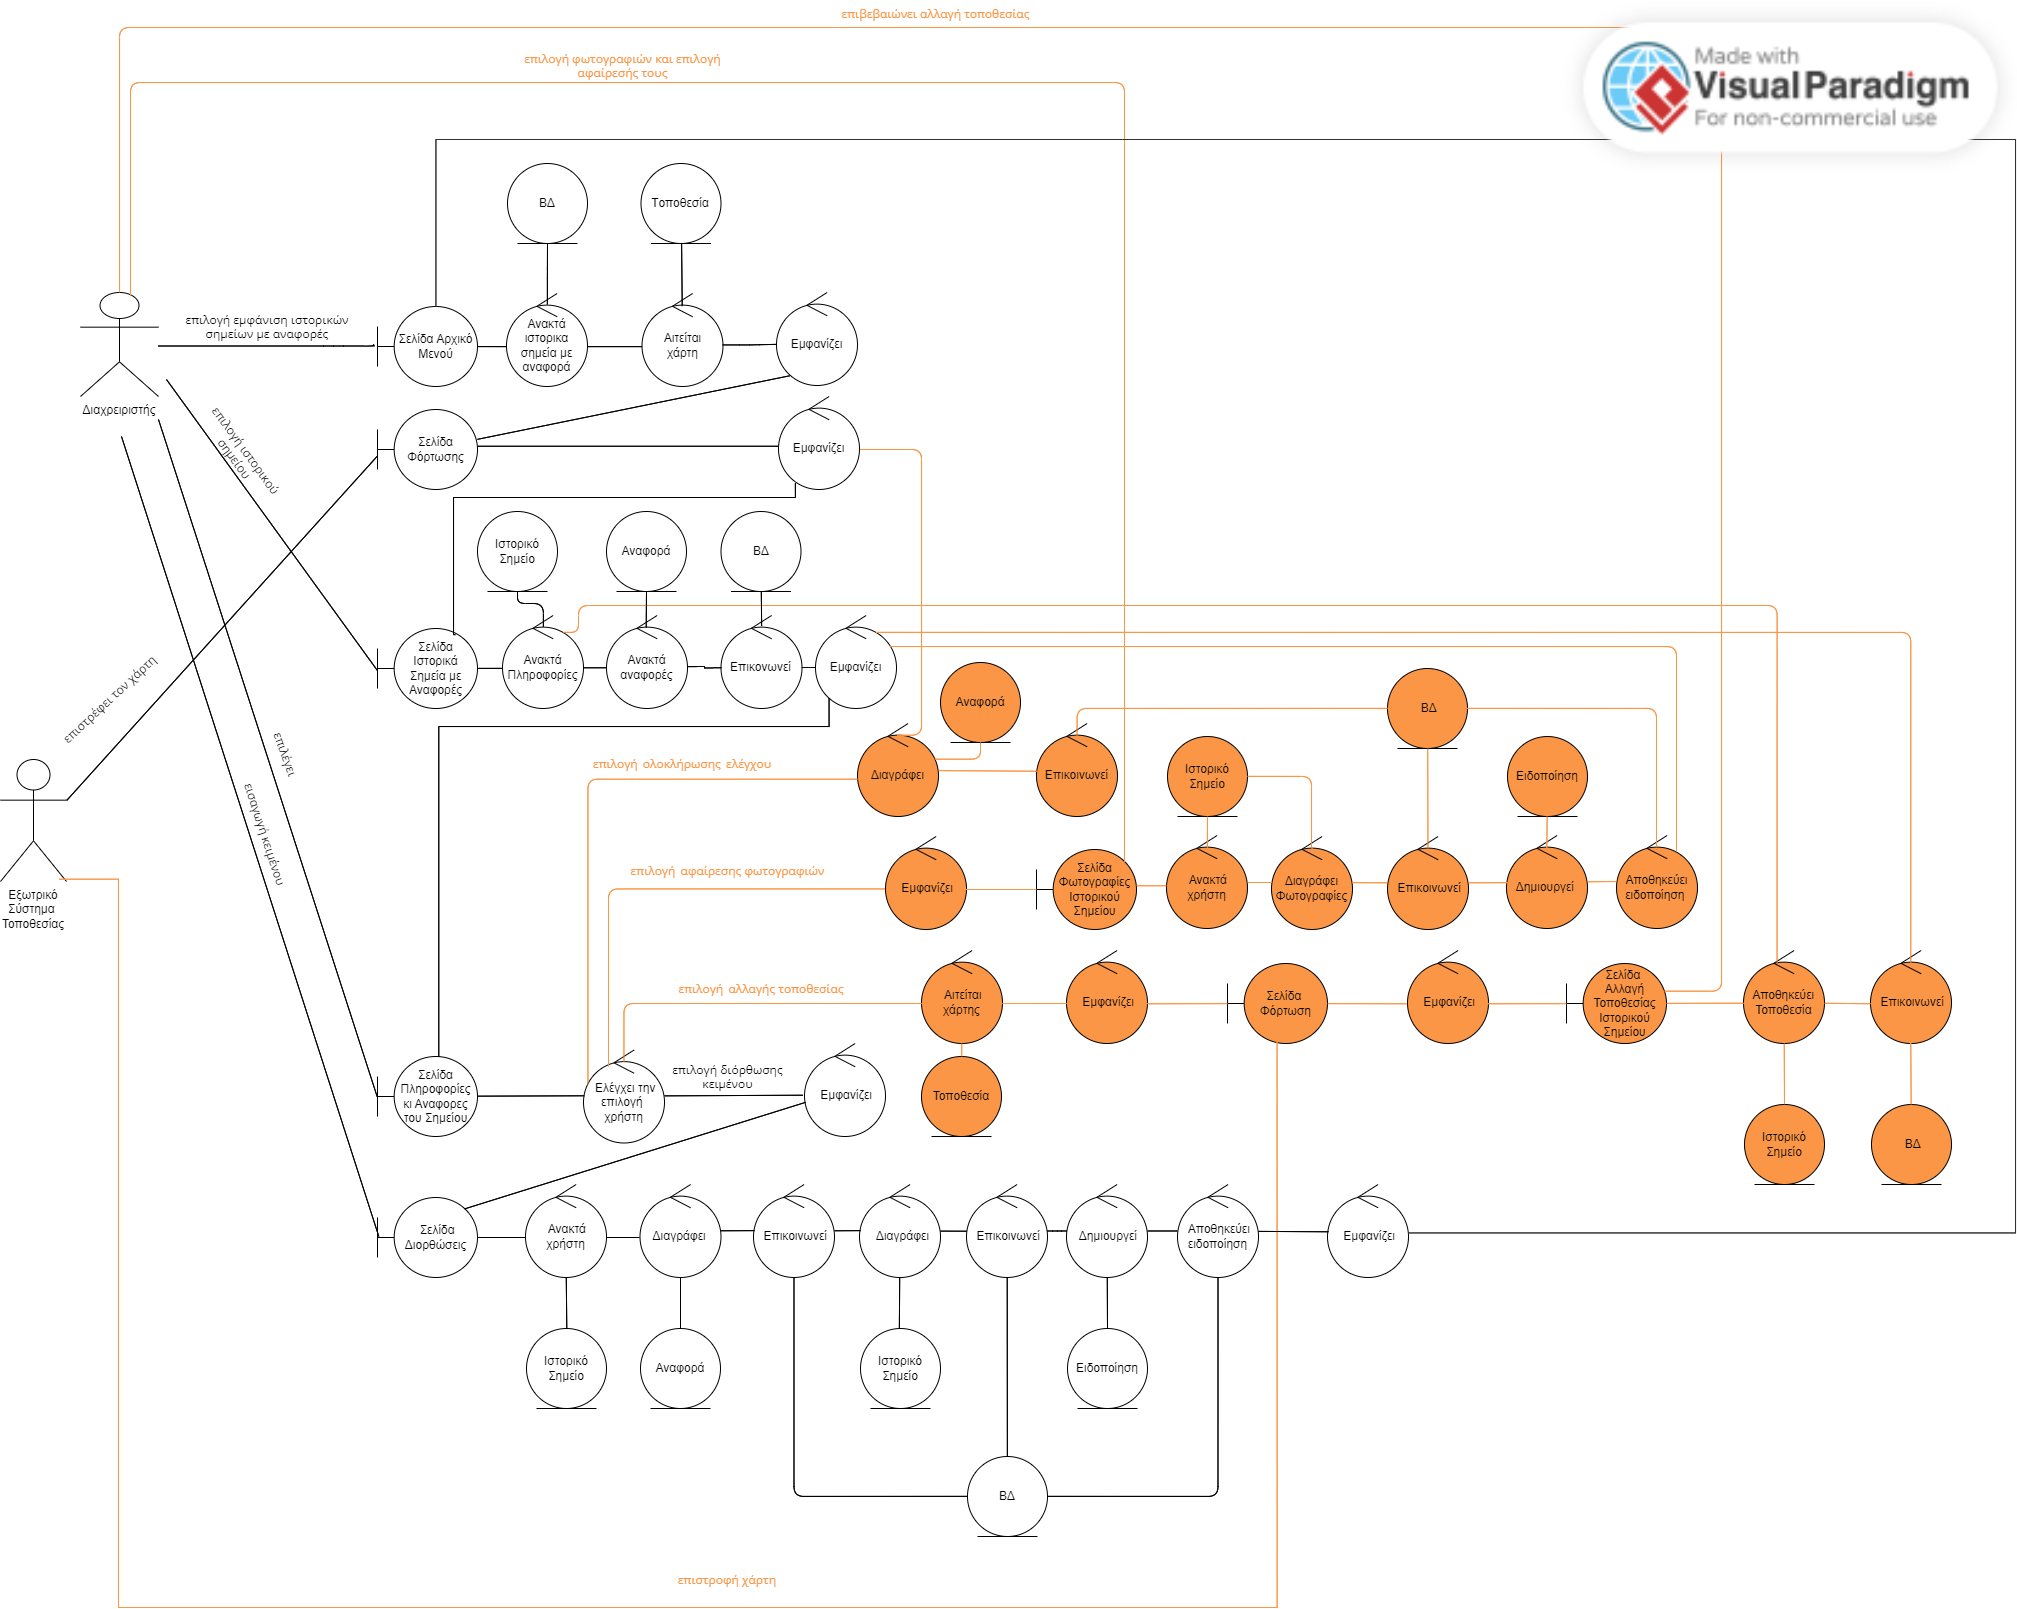 επιβεβαιώνει αλλαγή τοποθεσίας
επιλογή φωτογραφιών και επιλογή
αφαίρεσής τους
Made with
Visual Paradigm
For non-commercial use
ΒΔ
Τοποθεσία
επιλογή εμφάνιση ιστορικών
σημείων με αναφορές
Σελίδα Αρχικό
Μενού
Ανακτά
ιστορικα
σημεία με
αναφορά
Αιτείται
χάρτη
Εμφανίζει
Διαχρειριστής
επιλογή ιστορικού
σημείου
Σελίδα
Φόρτωσης
Εμφανίζει
Ιστορικό
Σημείο
Αναφορά
ΒΔ
Σελίδα
Ιστορικά
Σημεία με
Αναφορές
Ανακτά
Πληροφορίες
Ανακτά
αναφορές
Επικονωνεί
Εμφανίζει
επιστρέφει τον χάρτη
Αναφορά
ΒΔ
επιλέγει
επιλογή ολοκλήρωσης ελέγχου
Διαγράφει
Επικοινωνεί
Ιστορικό
Σημείο
Ειδοποίηση
εισαγωγή κειμένου
Εξωτρικό
Σύστημα
Τοποθεσίας
επιλογή αφαίρεσης φωτογραφιών
Εμφανίζει
Σελίδα
Φωτογραφίες
Ιστορικού
Σημείου
Ανακτά
χρήστη
Διαγράφει
Φωτογραφίες
Επικοινωνεί
Δημιουργεί
Αποθηκεύει
ειδοποίηση
επιλογή αλλαγής τοποθεσίας
Αιτείται
χάρτης
Εμφανίζει
Σελίδα
Φόρτωση
Εμφανίζει
Σελίδα
Αλλαγή
Τοποθεσίας
Ιστορικού
Σημείου
Αποθηκεύει
Τοποθεσία
Επικοινωνεί
Σελίδα
Πληροφορίες
κι Αναφορες
του Σημείου
Ελέγχει την
επιλογή
χρήστη
επιλογή διόρθωσης
κειμένου
Εμφανίζει
Τοποθεσία
Ιστορικό
Σημείο
ΒΔ
Σελίδα
Διορθώσεις
Ανακτά
χρήστη
Διαγράφει
Επικοινωνεί
Διαγράφει
Επικοινωνεί
Δημιουργεί
Αποθηκεύει
ειδοποίηση
Εμφανίζει
Ιστορικό
Σημείο
Αναφορά
Ιστορικό
Σημείο
Ειδοποίηση
ΒΔ
επιστροφή χάρτη